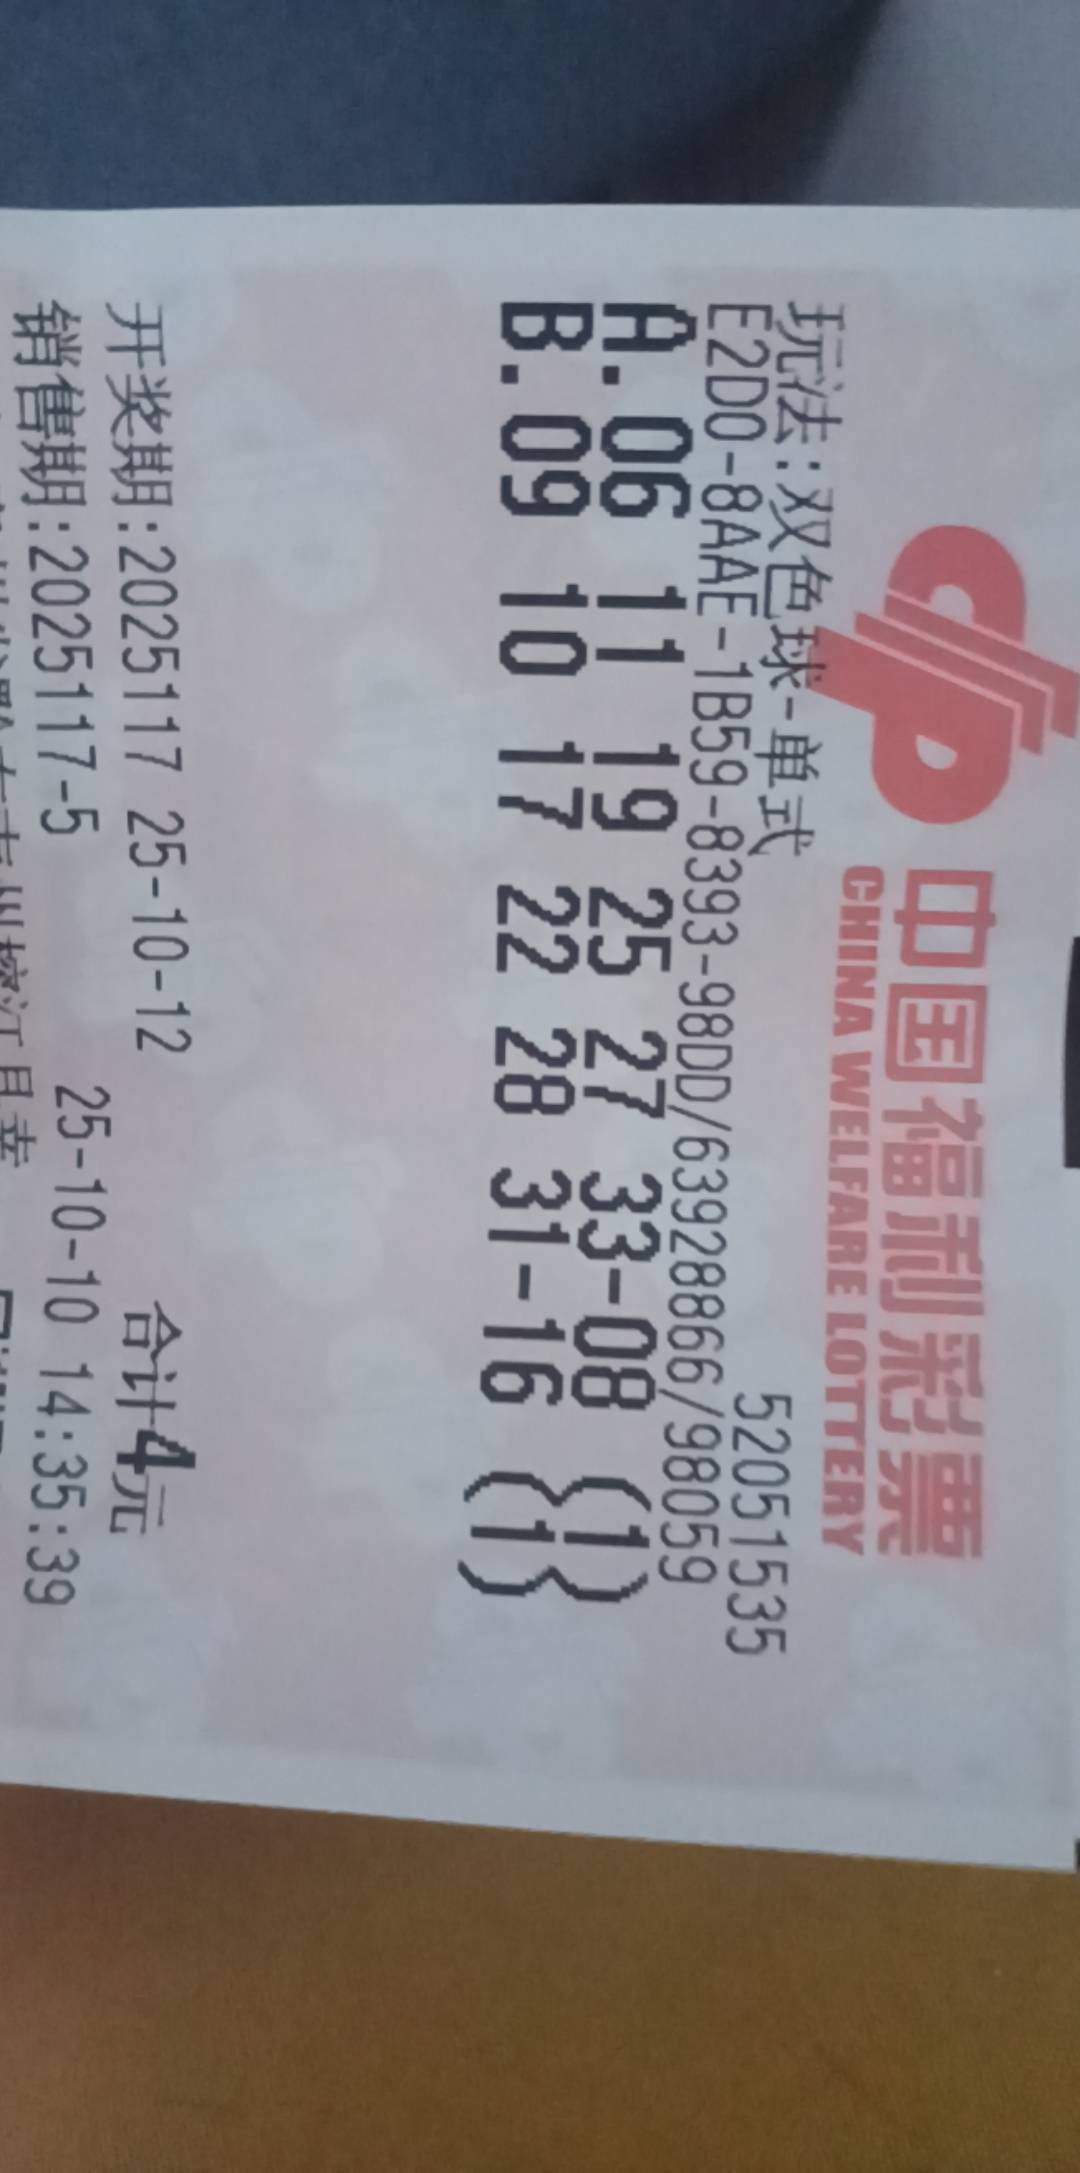 中国福利彩票
CHINA WELFARE LOTTERY
52051535
玩法:双色球-单式
E2D0-8AAE-1B59-8393-98DD/63928866/98059
A.06 11 19 25 27 33-08 (1)
B.09 10 17 22 28 31-16 (1)
开奖期:2025117 25-10-12 合计4元
销售期:2025117-5 25-10-10 14:35:39